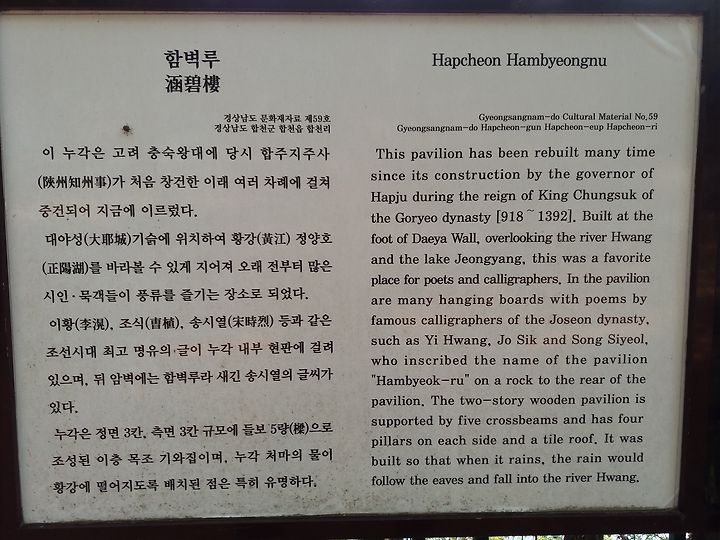 함벽루
涵碧樓
경상남도 문화재자료 제59호
경상남도 합천군 합천읍 합천리
이 누각은 고려 충숙왕대에 당시 합주지주사
(陜州知州事)가 처음 창건한 이래 여러 차례에 걸쳐
중건되어 지금에 이르렀다.
대야성(大耶城)기슭에 위치하여 황강(黃江) 정양호
(正陽湖)를 바라볼 수 있게 지어져 오래 전부터 많은
시인·묵객들이 풍류를 즐기는 장소로 되었다.
이황(李滉), 조식(曺植), 송시열(宋時烈) 등과 같은
조선시대 최고 명유의 글이 누각 내부 현판에 걸려
있으며, 뒤 암벽에는 함벽루라 새긴 송시열의 글씨가
있다.
누각은 정면 3칸, 측면 3칸 규모에 들보 5량(樑)으로
조성된 이층 목조 기와집이며, 누각 처마의 물이
황강에 떨어지도록 배치된 점은 특히 유명하다.
Hapcheon Hambyeongnu
Gyeongsangnam-do Cultural Material No.59
Gyeongsangnam-do Hapcheon-gun Hapcheon-eup Hapcheon-ri
This pavilion has been rebuilt many time
since its construction by the governor of
Hapju during the reign of King Chungsuk of
the Goryeo dynasty [918~1392]. Built at the
foot of Daeya Wall, overlooking the river Hwang
and the lake Jeongyang, this was a favorite
place for poets and calligraphers. In the pavilion
are many hanging boards with poems by
famous calligraphers of the Joseon dynasty,
such as Yi Hwang, Jo Sik and Song Siyeol,
who inscribed the name of the pavilion
"Hambyeok-ru" on a rock to the rear of the
pavilion. The two-story wooden pavilion is
supported by five crossbeams and has four
pillars on each side and a tile roof. It was
built so that when it rains, the rain would
follow the eaves and fall into the river Hwang.